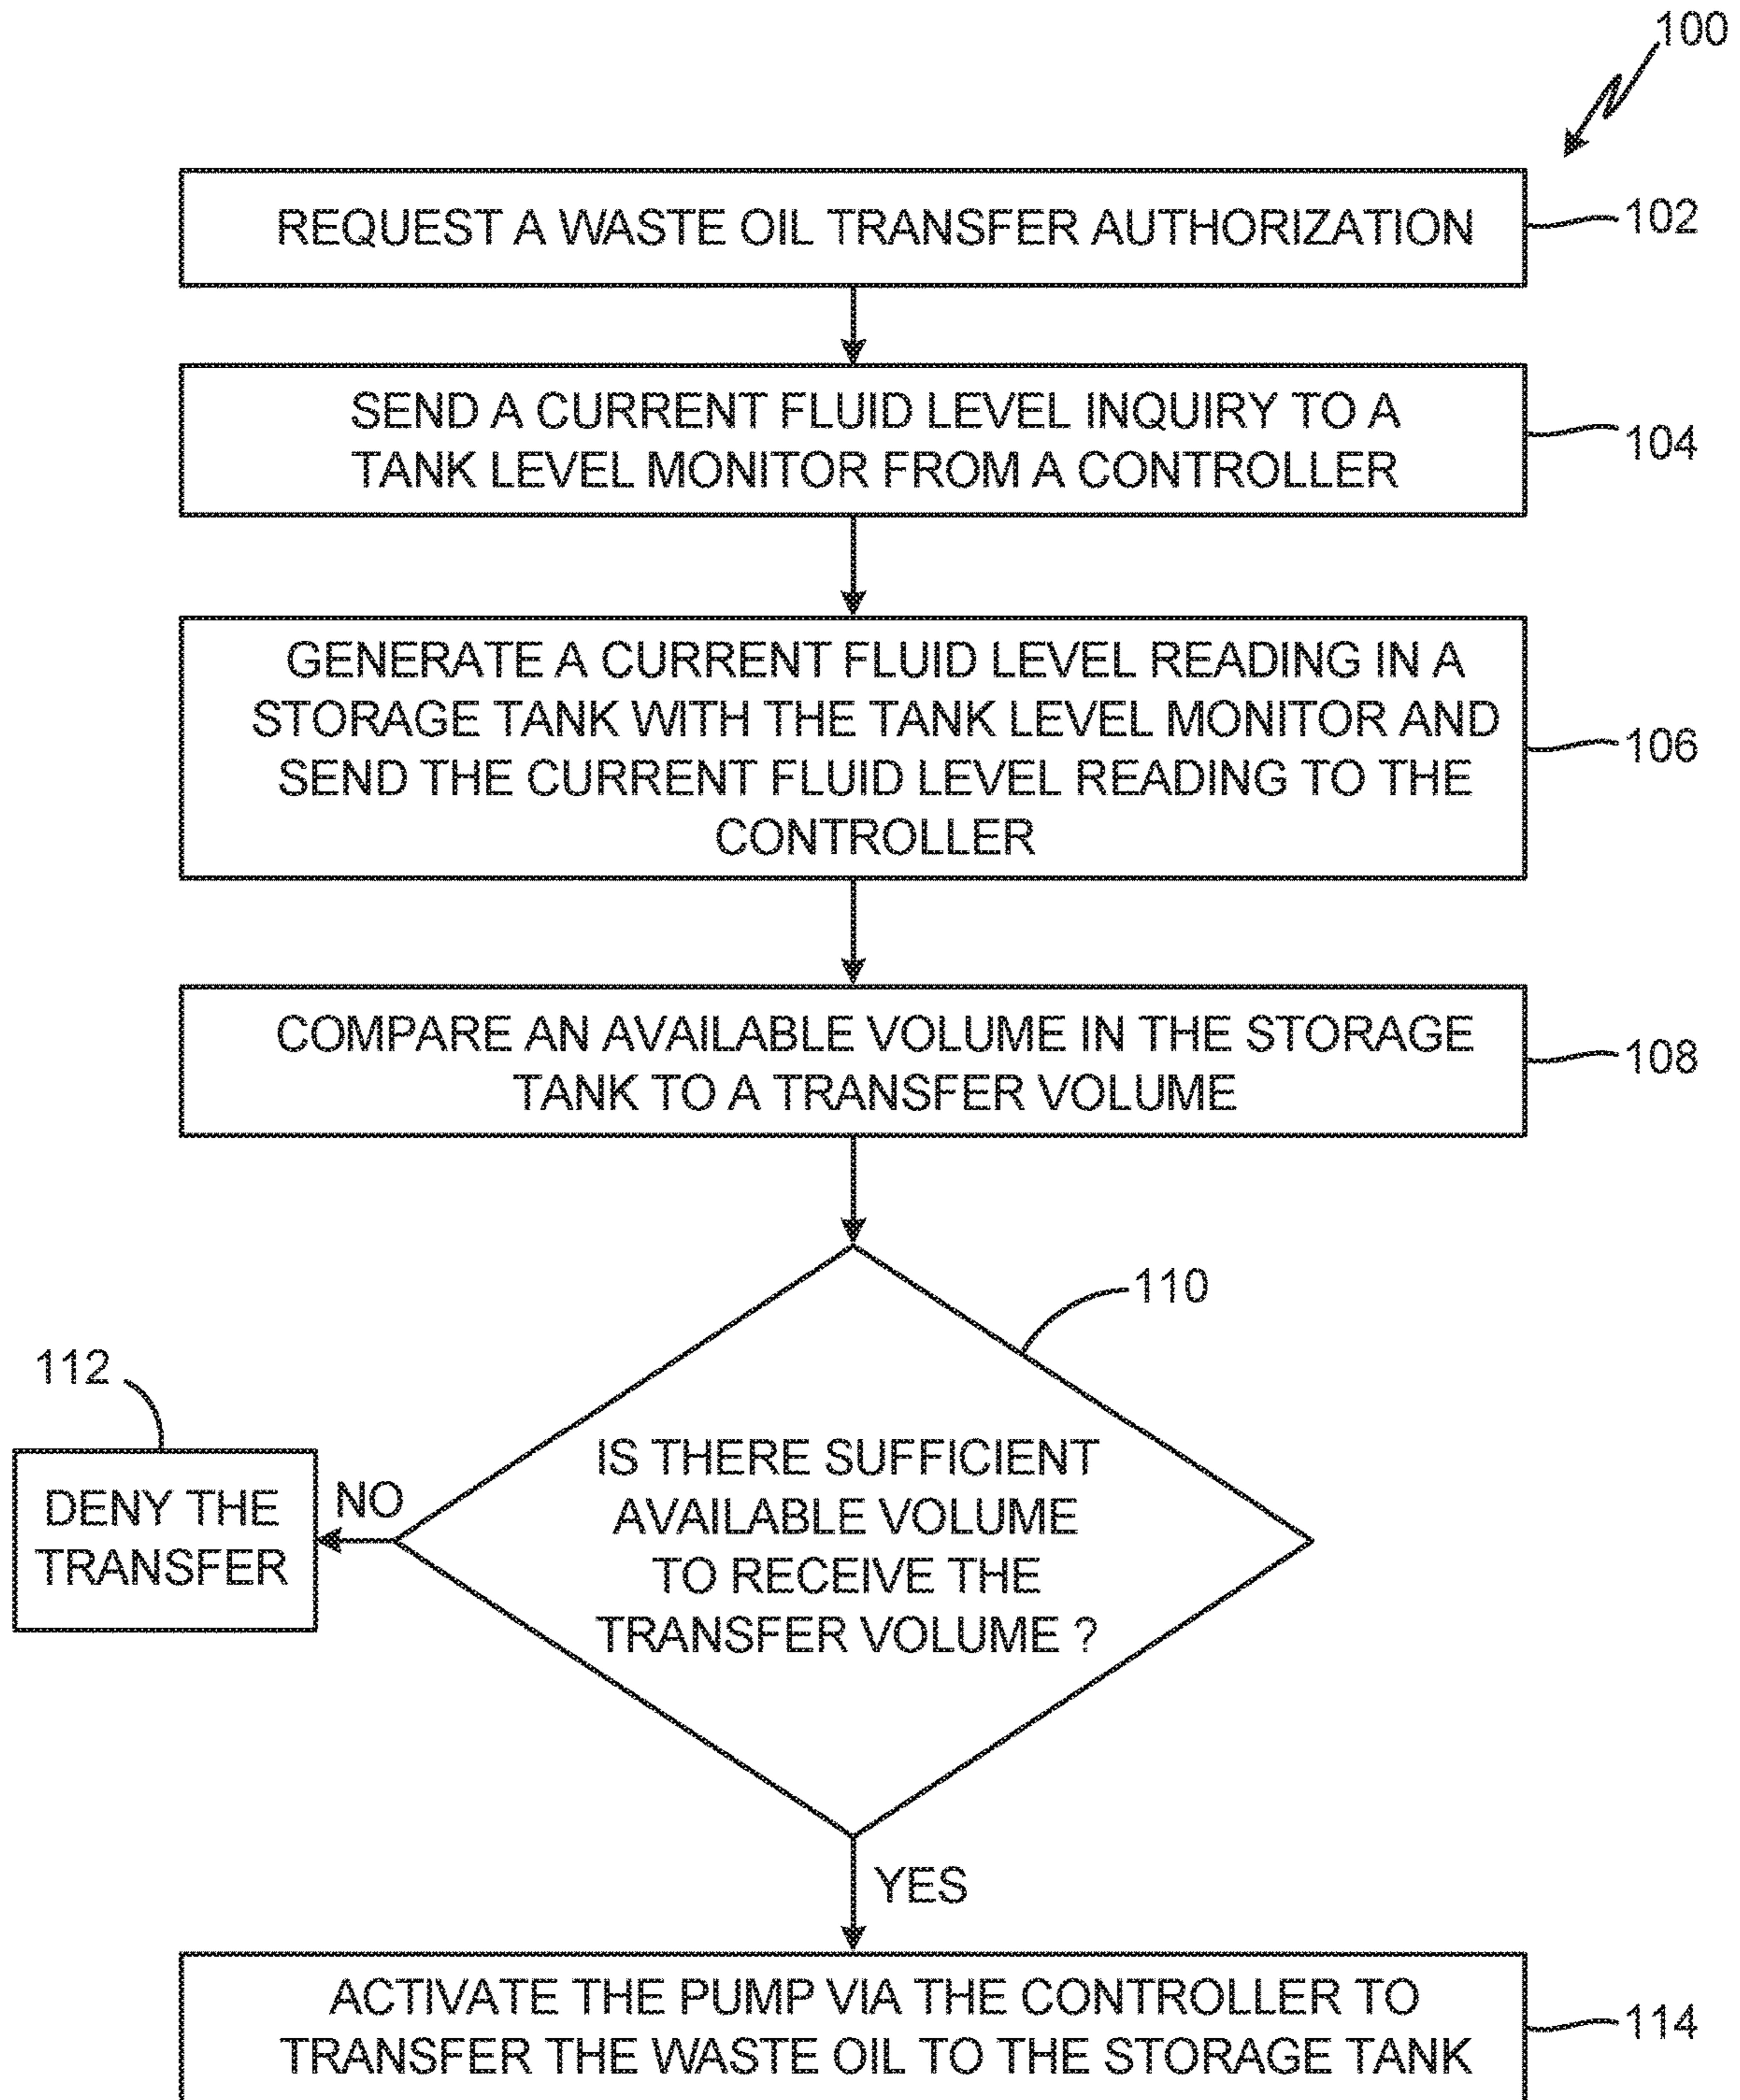 100
REQUEST A WASTE OIL TRANSFER AUTHORIZATION
102
SEND A CURRENT FLUID LEVEL INQUIRY TO A
TANK LEVEL MONITOR FROM A CONTROLLER
104
GENERATE A CURRENT FLUID LEVEL READING IN A
STORAGE TANK WITH THE TANK LEVEL MONITOR AND
SEND THE CURRENT FLUID LEVEL READING TO THE
CONTROLLER
106
COMPARE AN AVAILABLE VOLUME IN THE STORAGE
TANK TO A TRANSFER VOLUME
108
110
IS THERE SUFFICIENT
AVAILABLE VOLUME
TO RECEIVE THE
TRANSFER VOLUME ?
NO
112
DENY THE
TRANSFER
YES
ACTIVATE THE PUMP VIA THE CONTROLLER TO
TRANSFER THE WASTE OIL TO THE STORAGE TANK
114